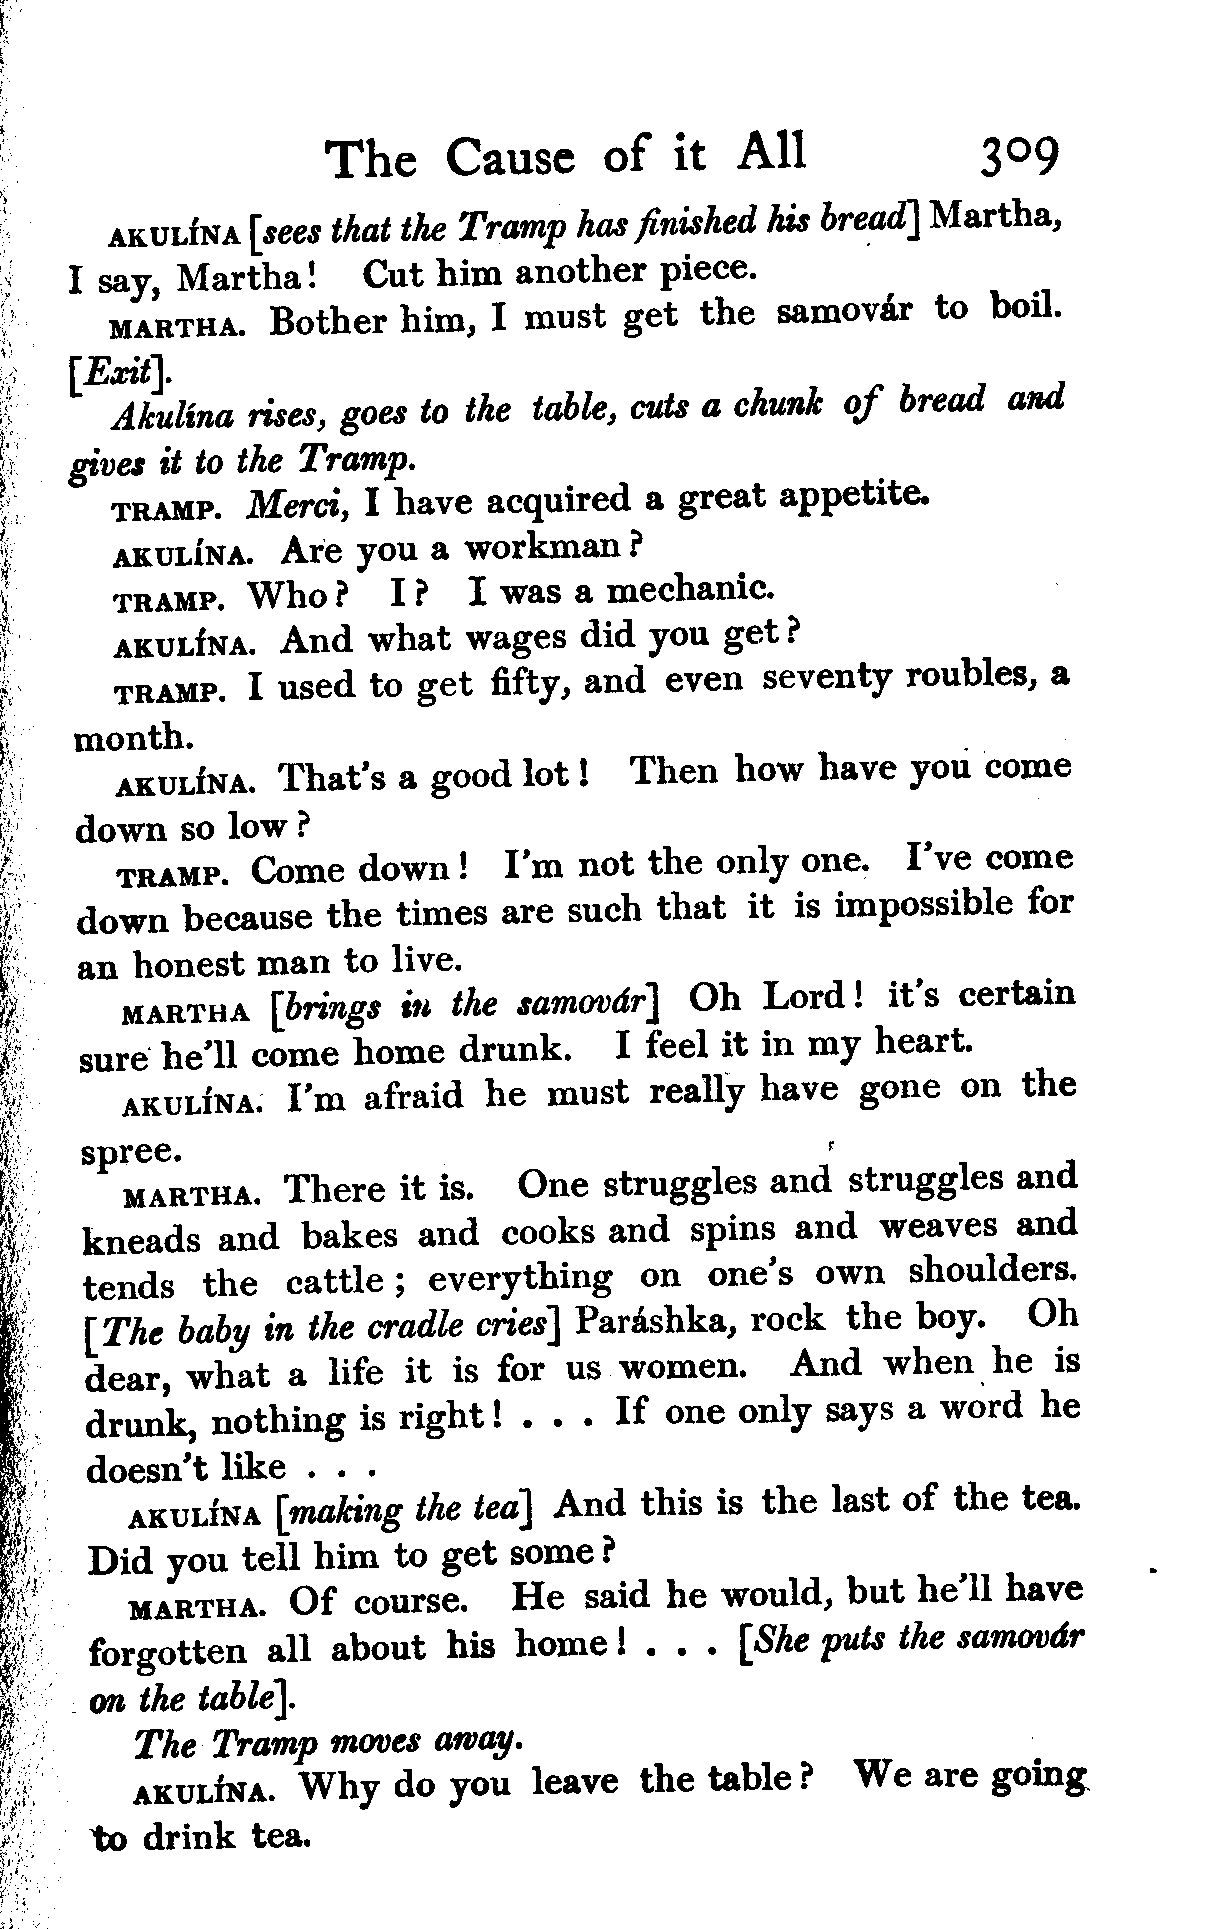 The Cause of it All 309
AKULÍNA [sees that the Tramp has finished his bread] Martha,
I say, Martha! Cut him another piece.
MARTHA. Bother him, I must get the samovár to boil.
[Exit].
Akulína rises, goes to the table, cuts a chunk of bread and
gives it to the Tramp.
TRAMP. Merci, I have acquired a great appetite.
AKULÍNA. Are you a workman?
TRAMP. Who? I? I was a mechanic.
AKULÍNA. And what wages did you get?
TRAMP. I used to get fifty, and even seventy roubles, a
month.
AKULÍNA. That's a good lot! Then how have you come
down so low?
TRAMP. Come down! I'm not the only one. I've come
down because the times are such that it is impossible for
an honest man to live.
MARTHA [brings in the samovár] Oh Lord! it's certain
sure he'll come home drunk. I feel it in my heart.
AKULÍNA. I'm afraid he must really have gone on the
spree.
MARTHA. There it is. One struggles and struggles and
kneads and bakes and cooks and spins and weaves and
tends the cattle; everything on one's own shoulders.
[The baby in the cradle cries] Paráshka, rock the boy. Oh
dear, what a life it is for us women. And when he is
drunk, nothing is right! . . . If one only says a word he
doesn't like . . .
AKULÍNA [making the tea] And this is the last of the tea.
Did you tell him to get some?
MARTHA. Of course. He said he would, but he'll have
forgotten all about his home! . . . [She puts the samovár
on the table].
The Tramp moves away.
AKULÍNA. Why do you leave the table? We are going
to drink tea.